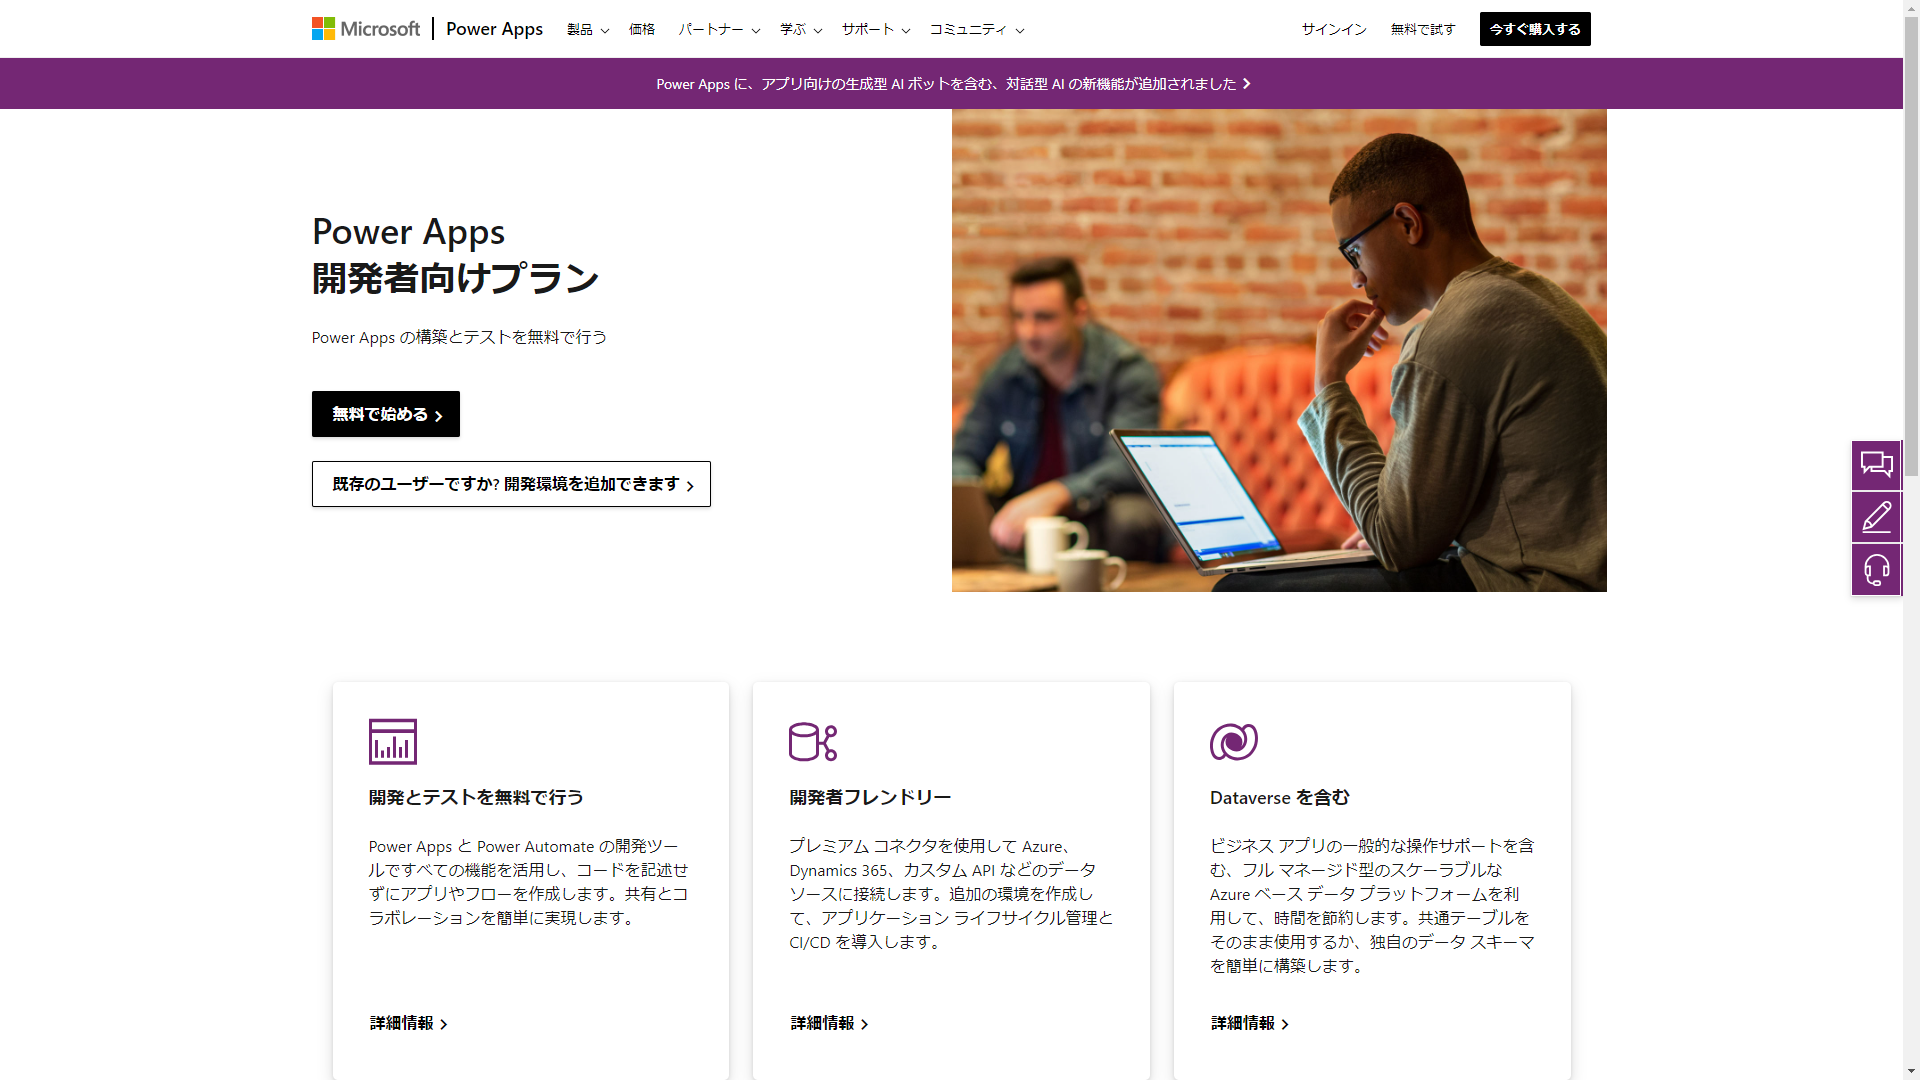 Microsoft Power Apps 製品 価格 パートナー 学ぶ サポート コミュニティ サインイン 無料で試す 今すぐ購入する
Power Apps に、アプリ向けの生成型 AI ボットを含む、対話型 AI の新機能が追加されました
Power Apps
開発者向けプラン
Power Apps の構築とテストを無料で行う
無料で始める
既存のユーザーですか? 開発環境を追加できます
開発とテストを無料で行う
Power Apps と Power Automate の開発ツー
ルですべての機能を活用し、コードを記述せ
ずにアプリやフローを作成します。共有とコ
ラボレーションを簡単に実現します。
詳細情報
開発者フレンドリー
プレミアム コネクタを使用して Azure、
Dynamics 365、カスタム API などのデータ
ソースに接続します。追加の環境を作成し
て、アプリケーション ライフサイクル管理と
CI/CD を導入します。
詳細情報
Dataverse を含む
ビジネス アプリの一般的な操作サポートを含
む、フル マネージド型のスケーラブルな
Azure ベース データ プラットフォームを利
用して、時間を節約します。共通テーブルを
そのまま使用するか、独自のデータ スキーマ
を簡単に構築します。
詳細情報